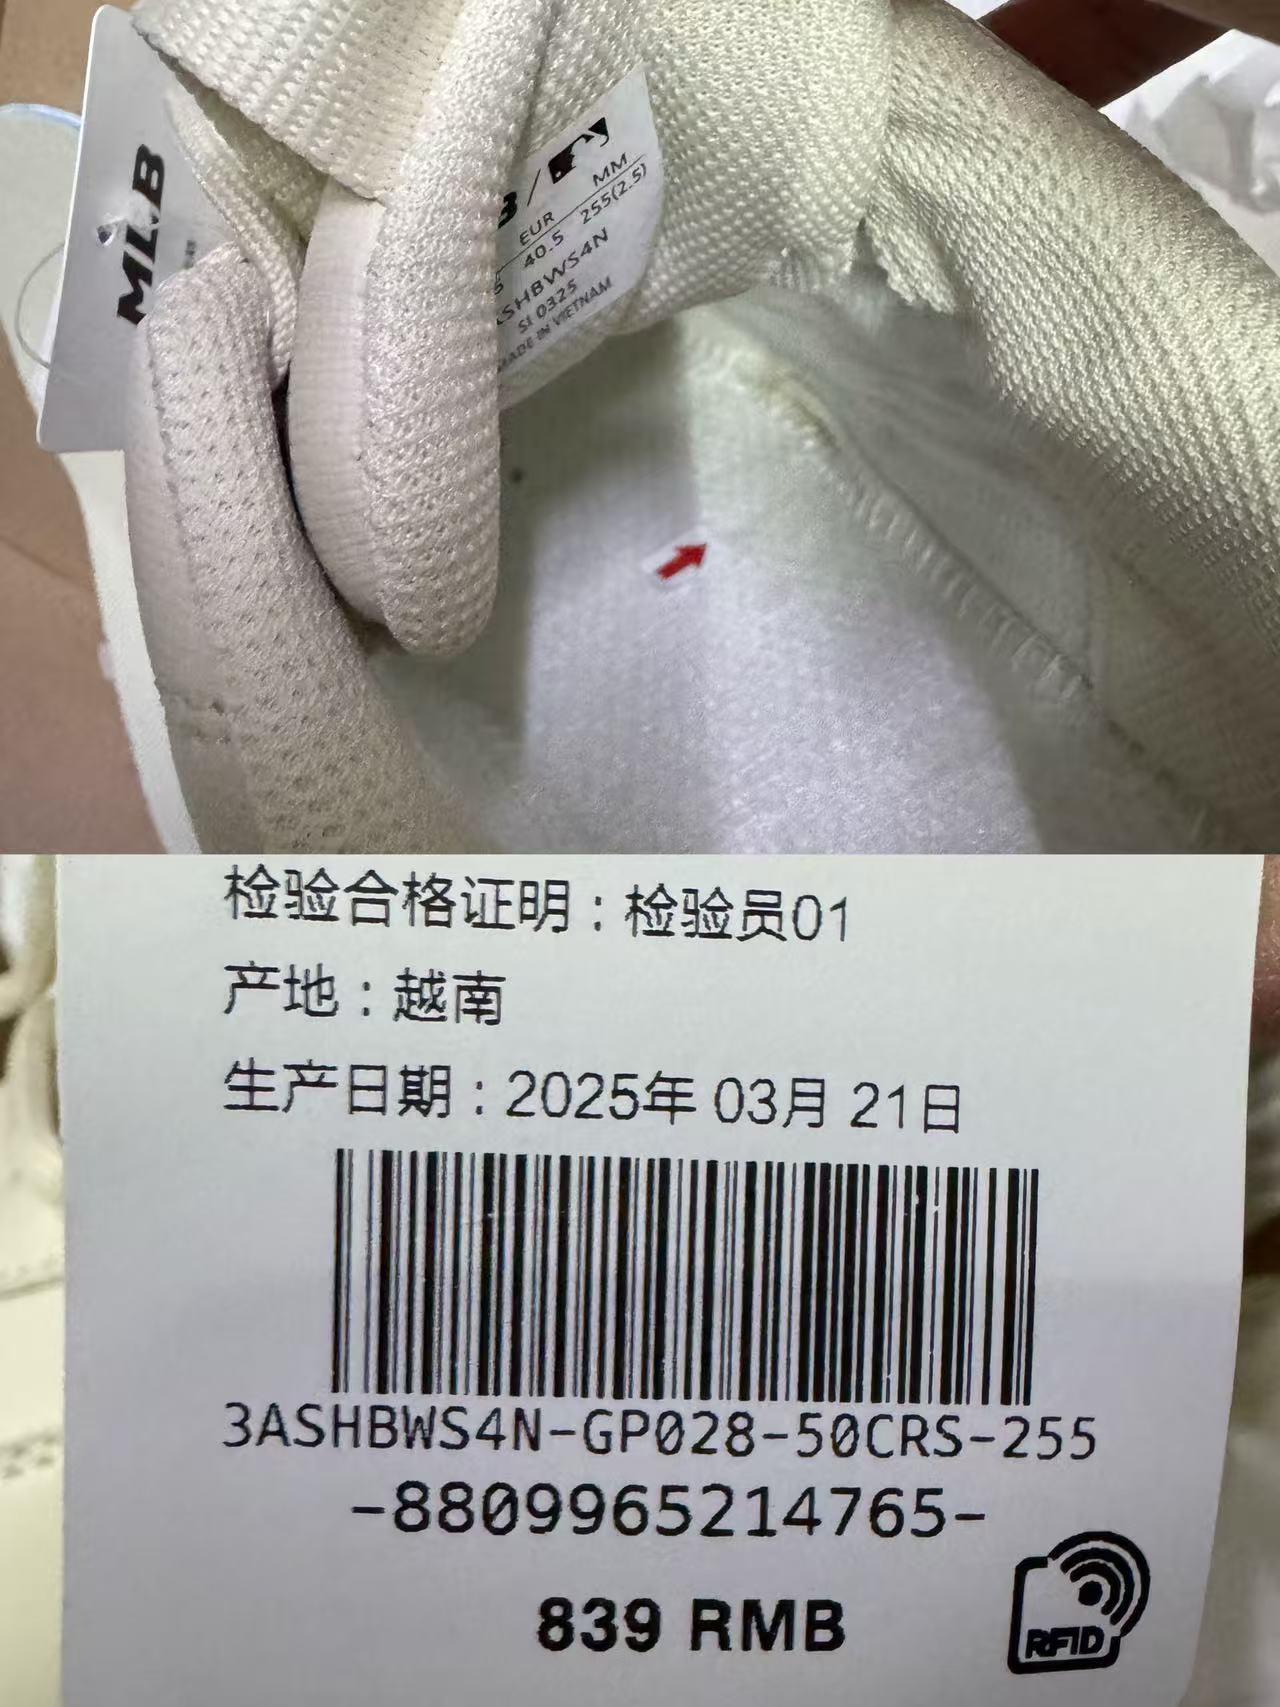 MLB
EUR MM
40.5 255(2.5)
SHBWS4N
SI 0325
MADE IN VIETNAM
检验合格证明：检验员01
产地：越南
生产日期：2025年 03月 21日
3ASHBWS4N-GP028-50CRS-255
-8809965214765-
839 RMB
RFID